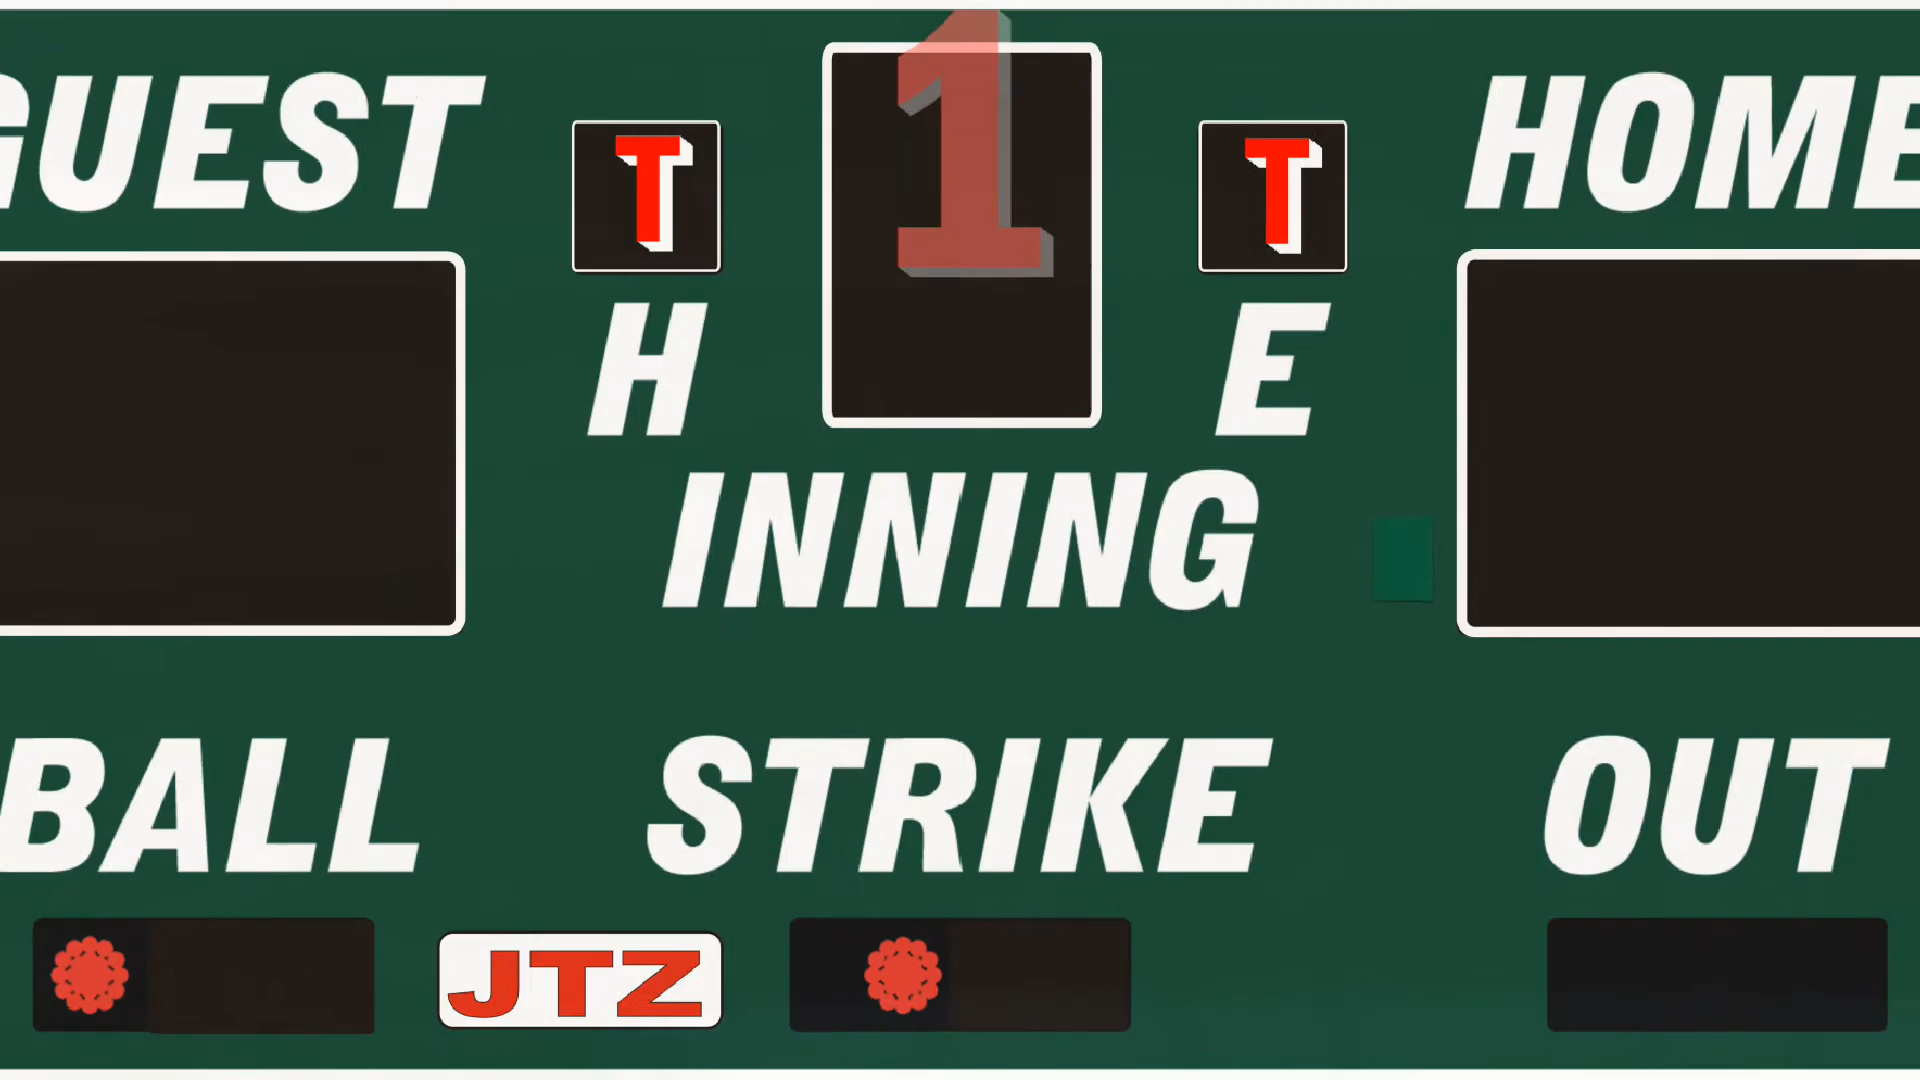 GUEST
1
HOME
T
T
H
E
INNING
BALL
STRIKE
OUT
JTZ